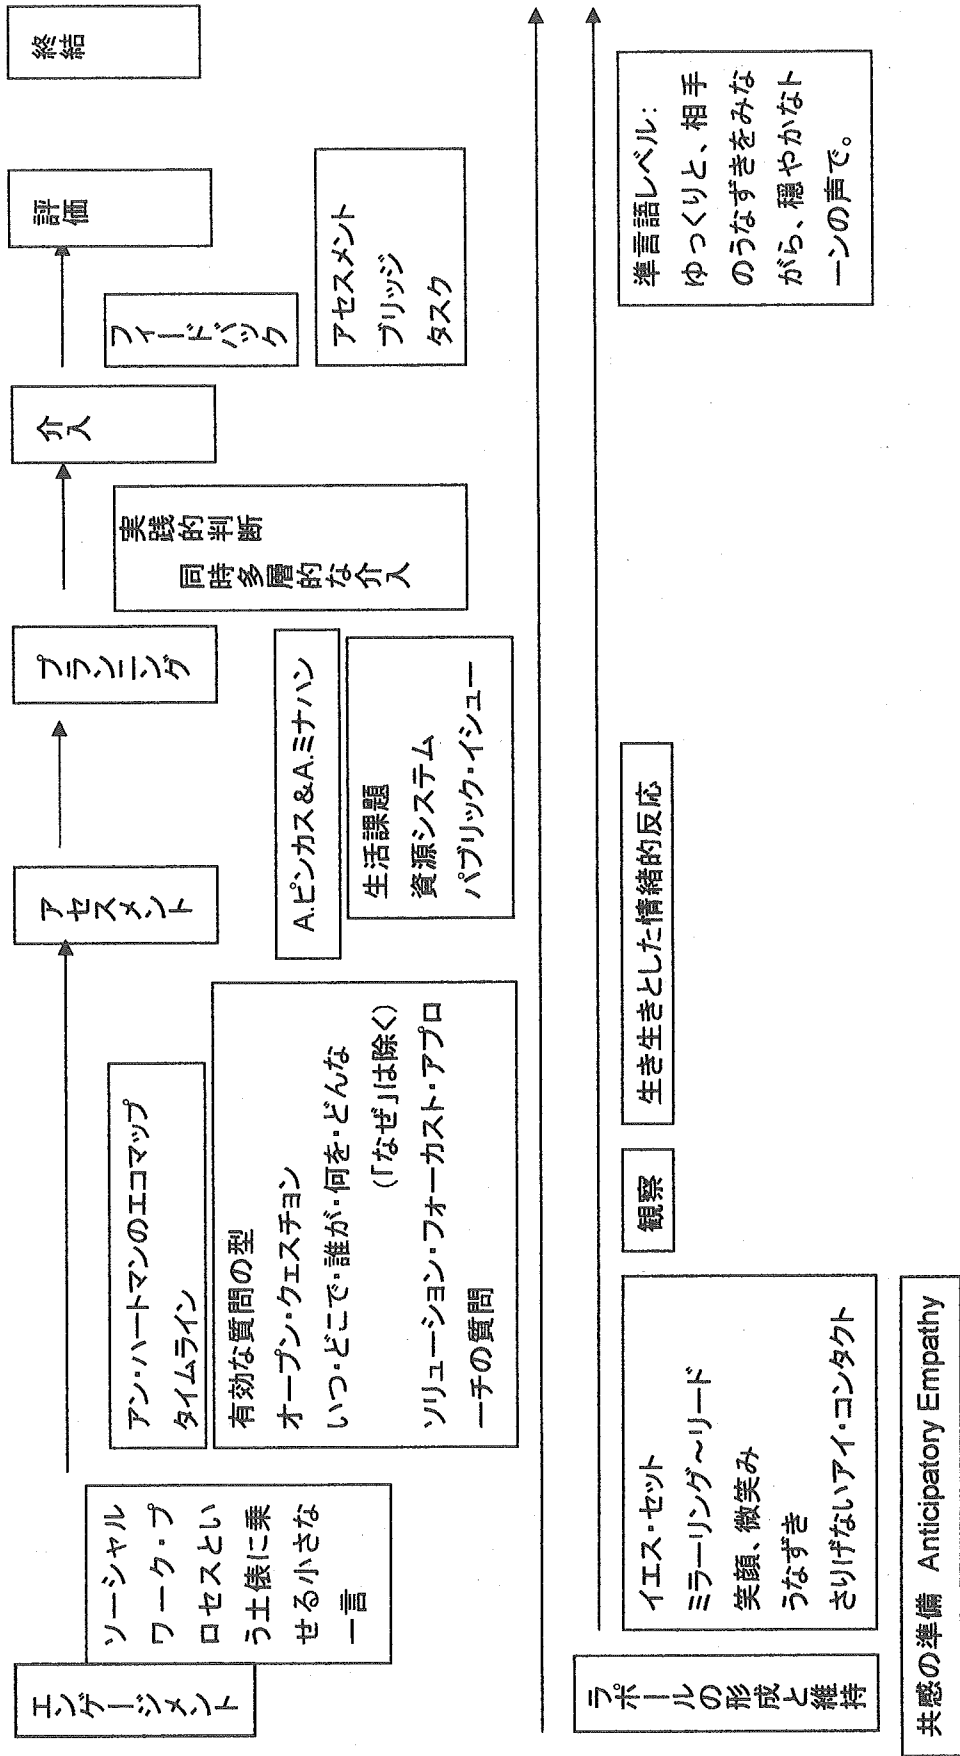 エンゲージメント
ソーシャル
ワーク・プ
ロセスとい
う土俵に乗
せる小さな
一言
アン・ハートマンのエコマップ
タイムライン
有効な質問の型
オープン・クェスチョン
いつ・どこで・誰が・何を・どんな
(「なぜ」は除く)
ソリューション・フォーカスト・アプロ
ーチの質問
アセスメント
A.ピンカス&A.ミナハン
生活課題
資源システム
パブリック・イシュー
プランニング
実践的判断
同時多層的な介入
介入
フィードバック
アセスメント
ブリッジ
タスク
評価
終結
ラポールの形成と維持
イエス・セット
ミラーリング～リード
笑顔、微笑み
うなずき
さりげないアイ・コンタクト
観察
生き生きとした情緒的反応
準言語レベル:
ゆっくりと、相手
のうなずきをみな
がら、穏やかなト
ーンの声で。
共感の準備 Anticipatory Empathy